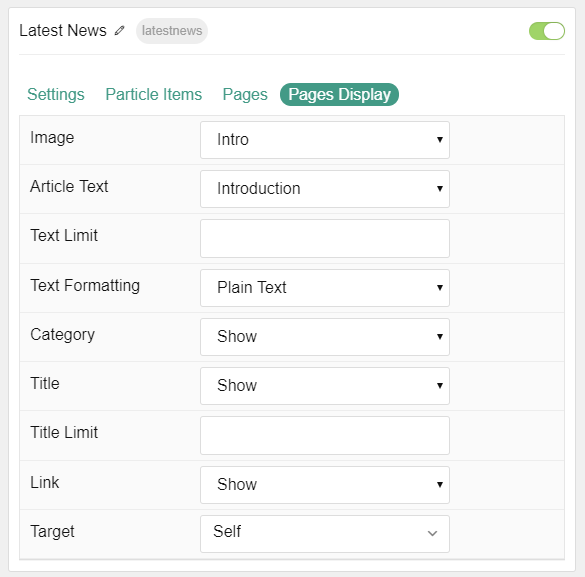 Latest News latestnews
Settings Particle Items Pages Pages Display
Image Intro
Article Text Introduction
Text Limit
Text Formatting Plain Text
Category Show
Title Show
Title Limit
Link Show
Target Self